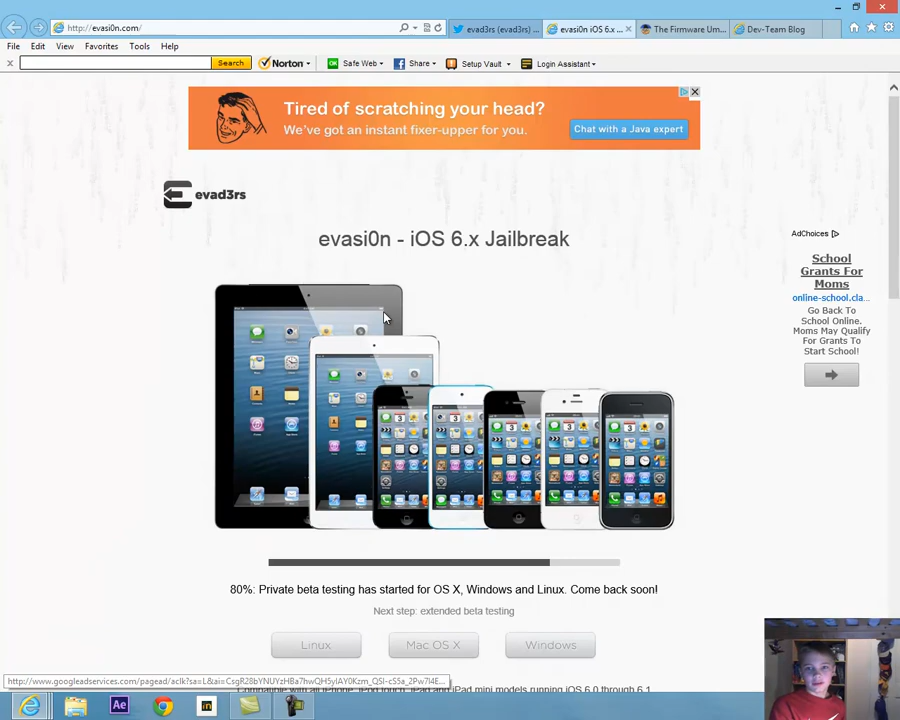 http://evasi0n.com/
evad3rs (evad3rs) ...
evasi0n iOS 6.x ...
The Firmware Um...
Dev-Team Blog
File Edit View Favorites Tools Help
x Search Norton OK Safe Web Share Setup Vault Login Assistant
Tired of scratching your head?
We've got an instant fixer-upper for you.
Chat with a Java expert
evad3rs
evasi0n - iOS 6.x Jailbreak
AdChoices
School
Grants For
Moms
online-school.cla...
Go Back To
School Online.
Moms May Qualify
For Grants To
Start School!
80%: Private beta testing has started for OS X, Windows and Linux. Come back soon!
Next step: extended beta testing
Linux Mac OS X Windows
Ae in